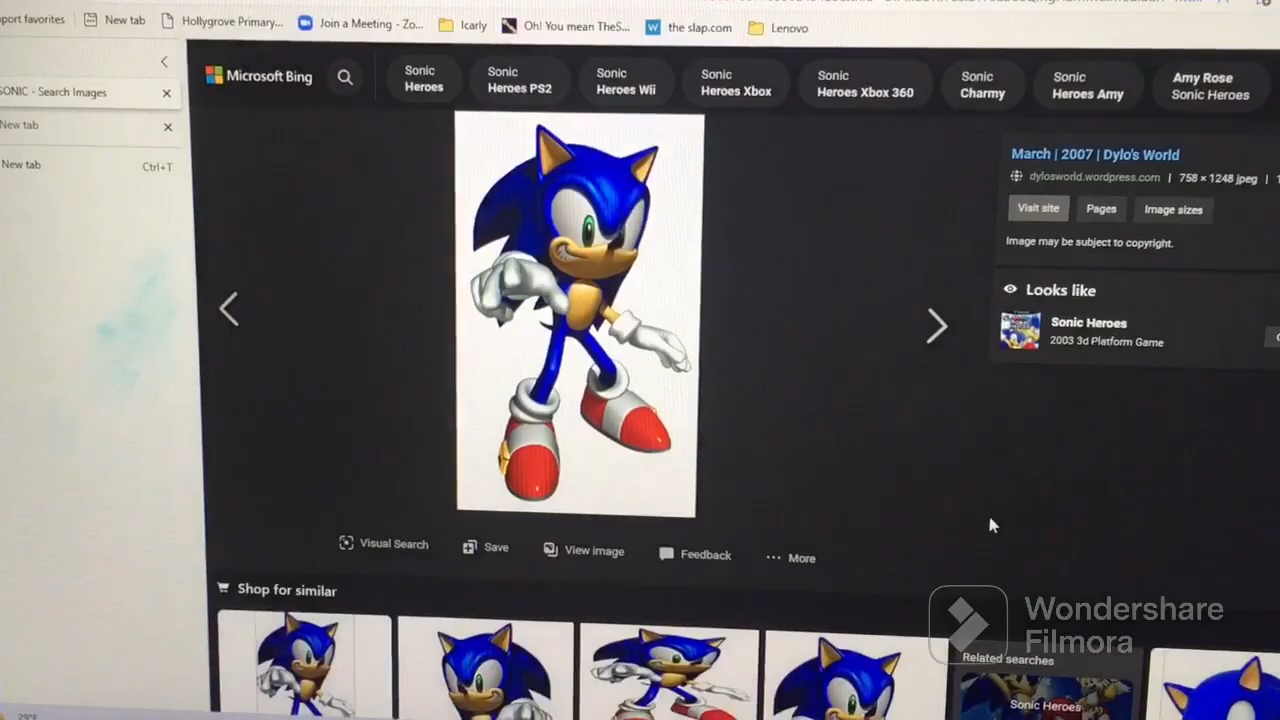 port favorites
New tab
Hollygrove Primary...
Join a Meeting - Zo...
Icarly
Oh! You mean TheS...
the slap.com
Lenovo
SONIC - Search Images
New tab
New tab
Ctrl+T
Microsoft Bing
Sonic
Heroes
Sonic
Heroes PS2
Sonic
Heroes Wii
Sonic
Heroes Xbox
Sonic
Heroes Xbox 360
Sonic
Charmy
Sonic
Heroes Amy
Amy Rose
Sonic Heroes
March | 2007 | Dylo's World
dylosworld.wordpress.com | 758 × 1248 jpeg | 1
Visit site
Pages
Image sizes
Image may be subject to copyright.
Looks like
Sonic Heroes
2003 3d Platform Game
Visual Search
Save
View image
Feedback
... More
Shop for similar
Wondershare
Filmora
Related searches
Sonic Heroes
29°F